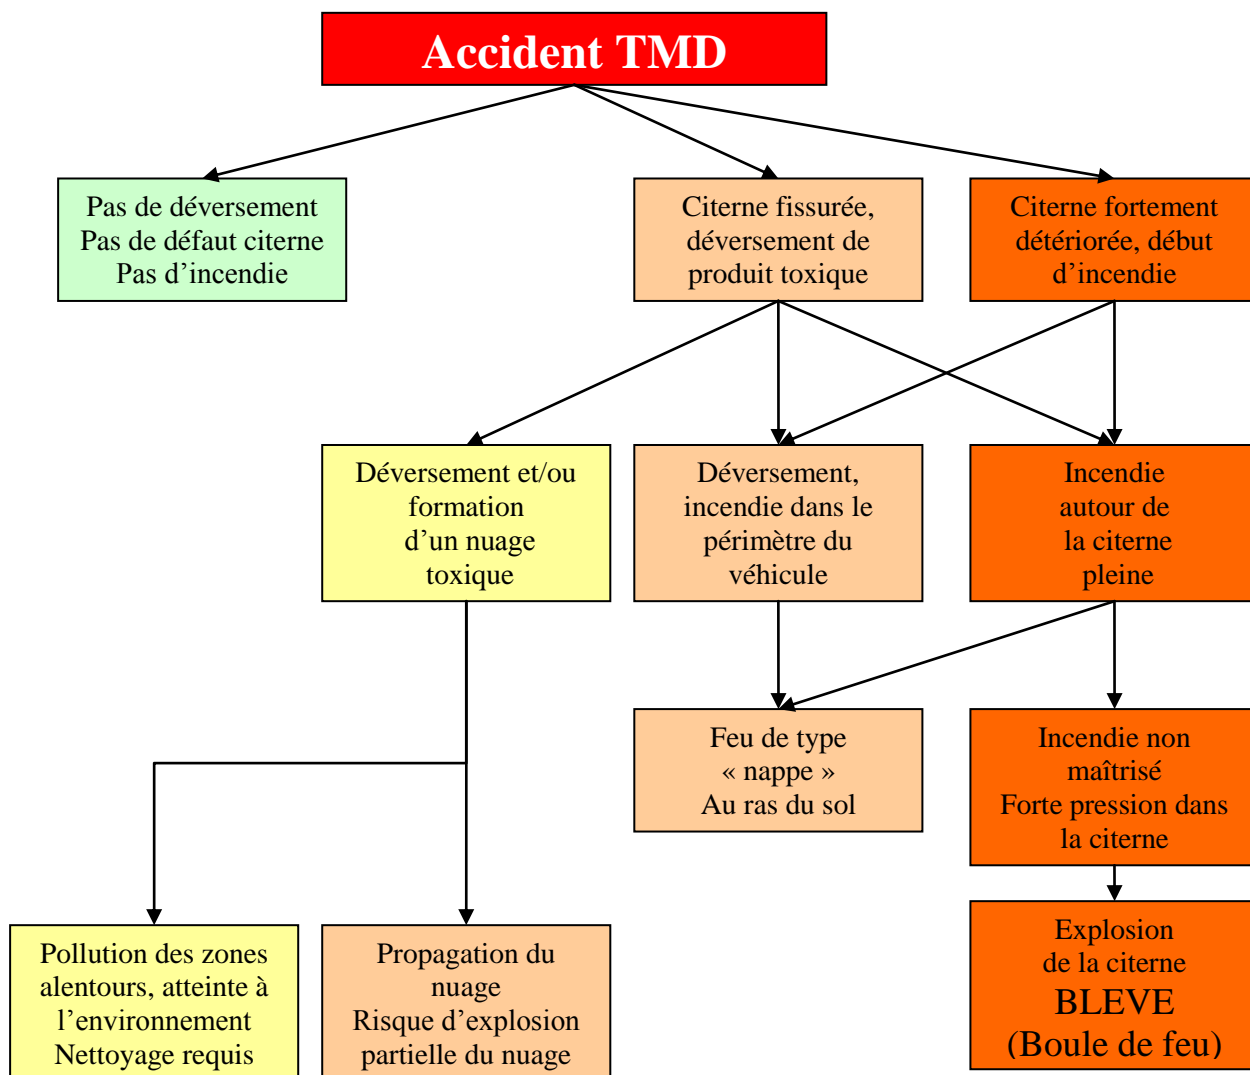 Accident TMD
Pas de déversement
Pas de défaut citerne
Pas d’incendie
Citerne fissurée,
déversement de
produit toxique
Citerne fortement
détériorée, début
d’incendie
Déversement et/ou
formation
d’un nuage
toxique
Déversement,
incendie dans le
périmètre du
véhicule
Incendie
autour de
la citerne
pleine
Feu de type
« nappe »
Au ras du sol
Incendie non
maîtrisé
Forte pression dans
la citerne
Pollution des zones
alentours, atteinte à
l’environnement
Nettoyage requis
Propagation du
nuage
Risque d’explosion
partielle du nuage
Explosion
de la citerne
BLEVE
(Boule de feu)